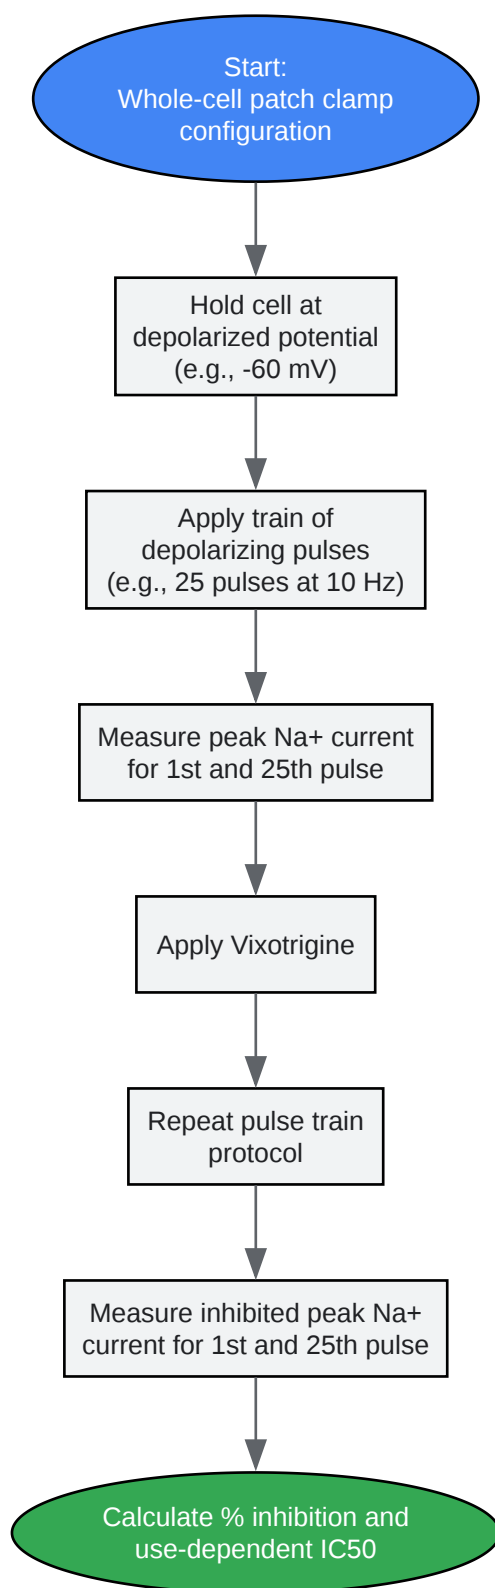 Start:
Whole-cell patch clamp
configuration
Hold cell at
depolarized potential
(e.g., -60 mV)
Apply train of
depolarizing pulses
(e.g., 25 pulses at 10 Hz)
Measure peak Na+ current
for 1st and 25th pulse
Apply Vixotrigine
Repeat pulse train
protocol
Measure inhibited peak Na+
current for 1st and 25th pulse
Calculate % inhibition and
use-dependent IC50